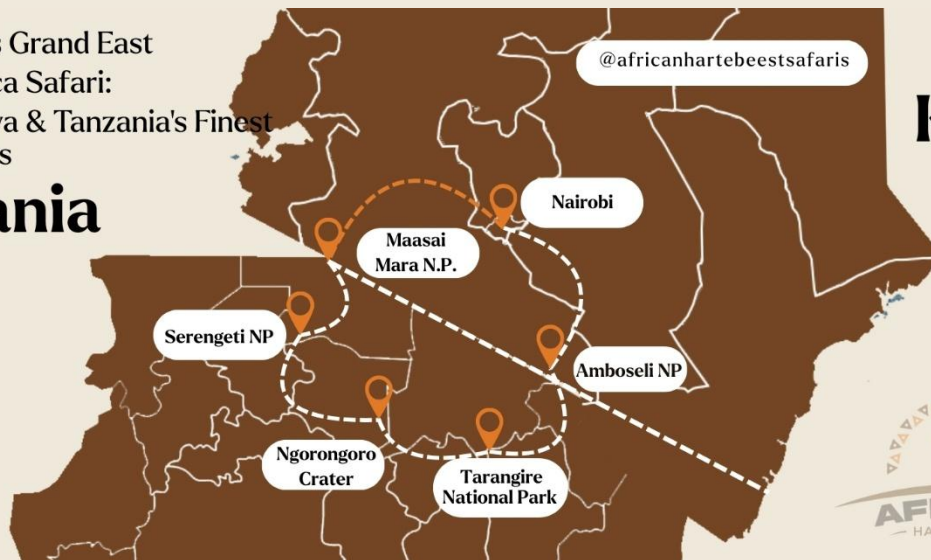 s Grand East
ca Safari:
ya & Tanzania's Finest
s
ania
@africanhartebeestsafaris
Nairobi
Maasai
Mara N.P.
Serengeti NP
Amboseli NP
Ngorongoro
Crater
Tarangire
National Park